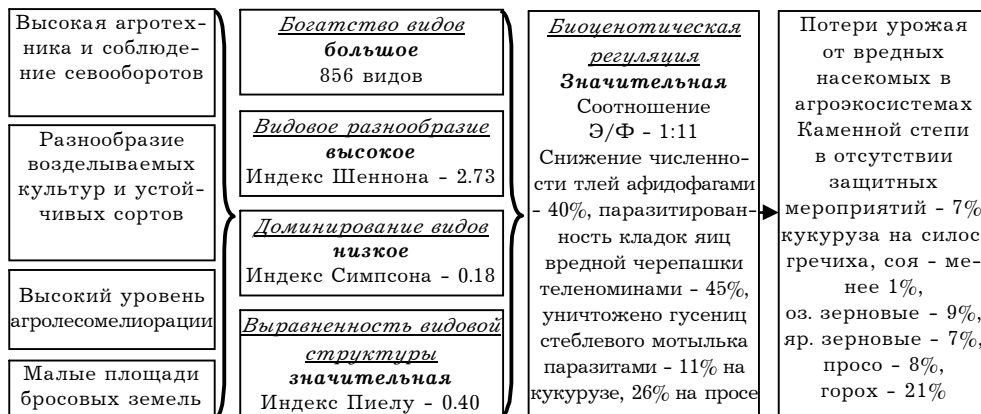 Высокая агротех-
ника и соблюде-
ние севооборотов
Разнообразие
возделываемых
культур и устой-
чивых сортов
Высокий уровень
агролесомелиорации
Малые площади
бросовых земель
Богатство видов
большое
856 видов
Видовое разнообразие
высокое
Индекс Шеннона - 2.73
Доминирование видов
низкое
Индекс Симпсона - 0.18
Выравненность видовой
структуры
значительная
Индекс Пиелу - 0.40
Биоценотическая
регуляция
Значительная
Соотношение
Э/Ф - 1:11
Снижение численно-
сти тлей афидофагами
- 40%, паразитирован-
ность кладок яиц
вредной черепашки
теленоминами - 45%,
уничтожено гусениц
стеблевого мотылька
паразитами - 11% на
кукурузе, 26% на просе
Потери урожая
от вредных
насекомых в
агроэкосистемах
Каменной степи
в отсутствии
защитных
мероприятий - 7%
кукуруза на силос,
гречиха, соя - ме-
нее 1%,
оз. зерновые - 9%,
яр. зерновые - 7%,
просо - 8%,
горох - 21%